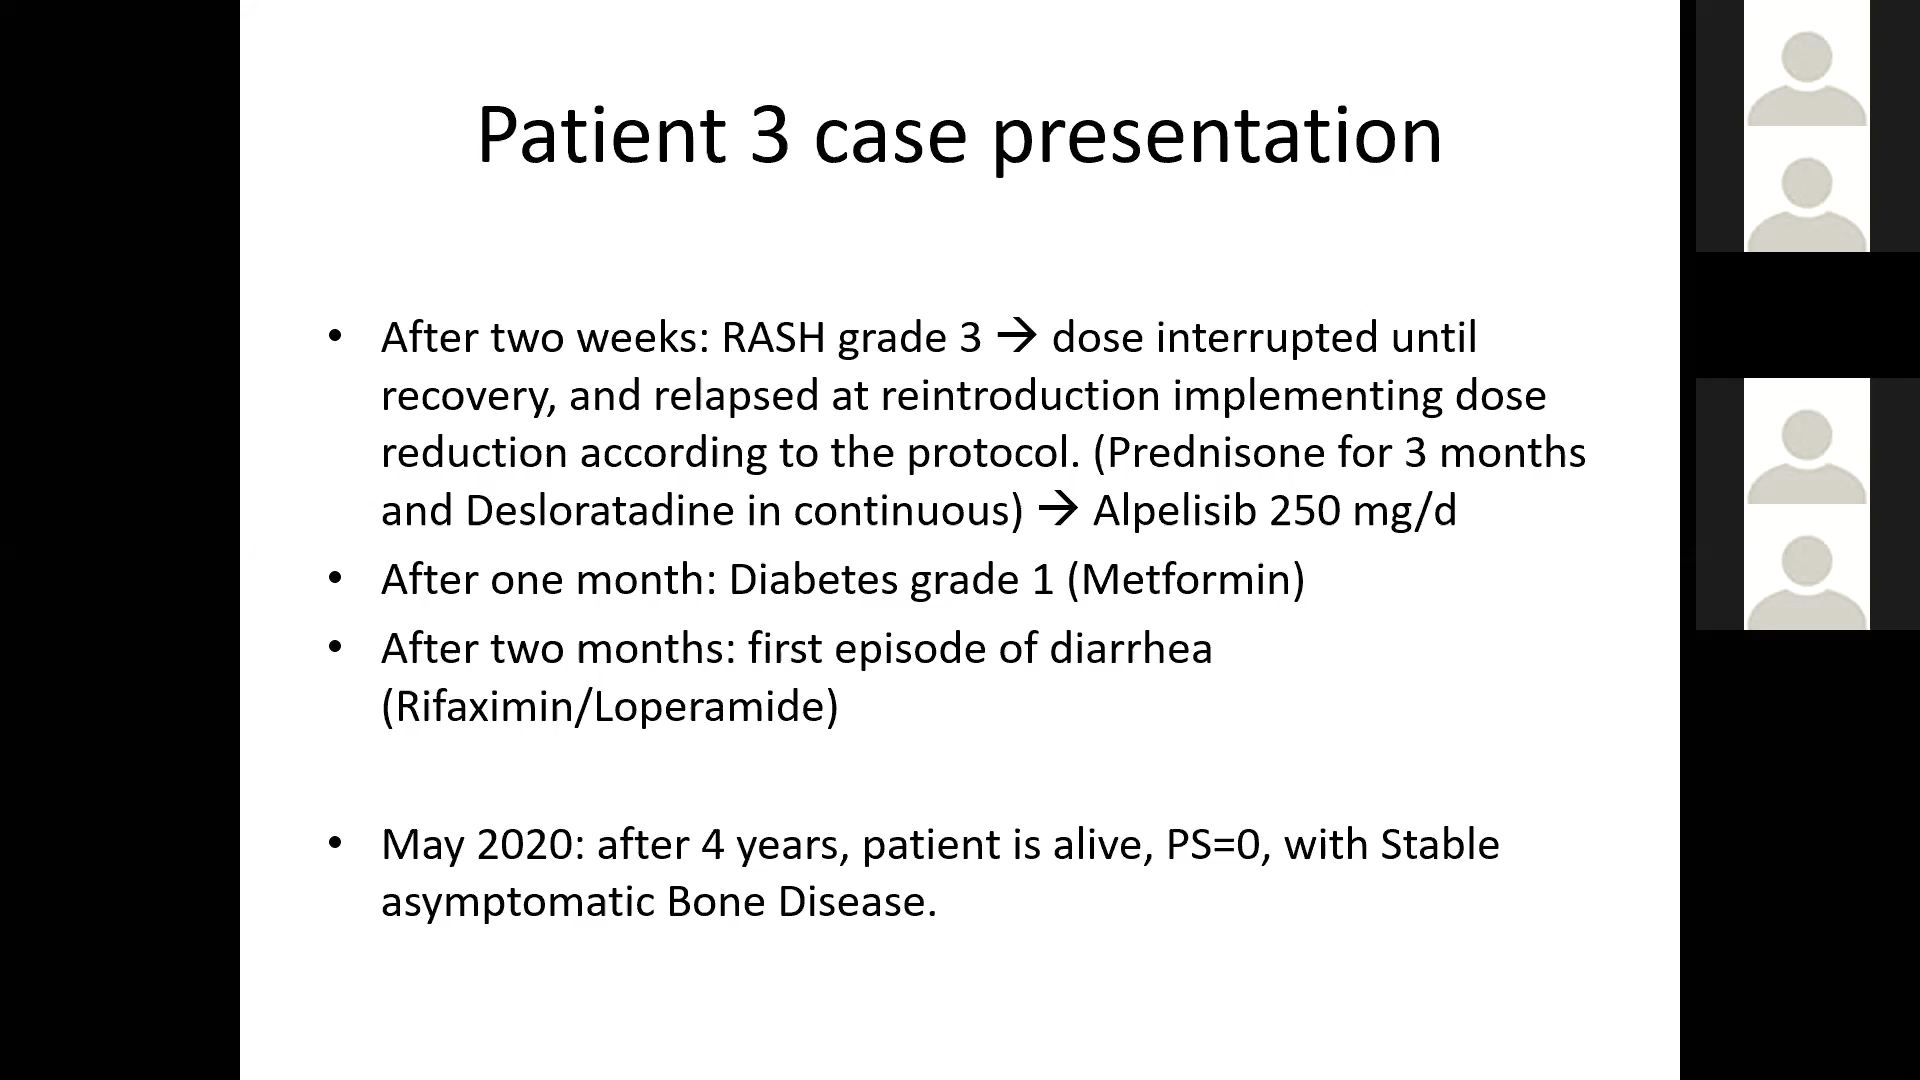 Patient 3 case presentation
• After two weeks: RASH grade 3 → dose interrupted until
recovery, and relapsed at reintroduction implementing dose
reduction according to the protocol. (Prednisone for 3 months
and Desloratadine in continuous) → Alpelisib 250 mg/d
• After one month: Diabetes grade 1 (Metformin)
• After two months: first episode of diarrhea
(Rifaximin/Loperamide)
• May 2020: after 4 years, patient is alive, PS=0, with Stable
asymptomatic Bone Disease.